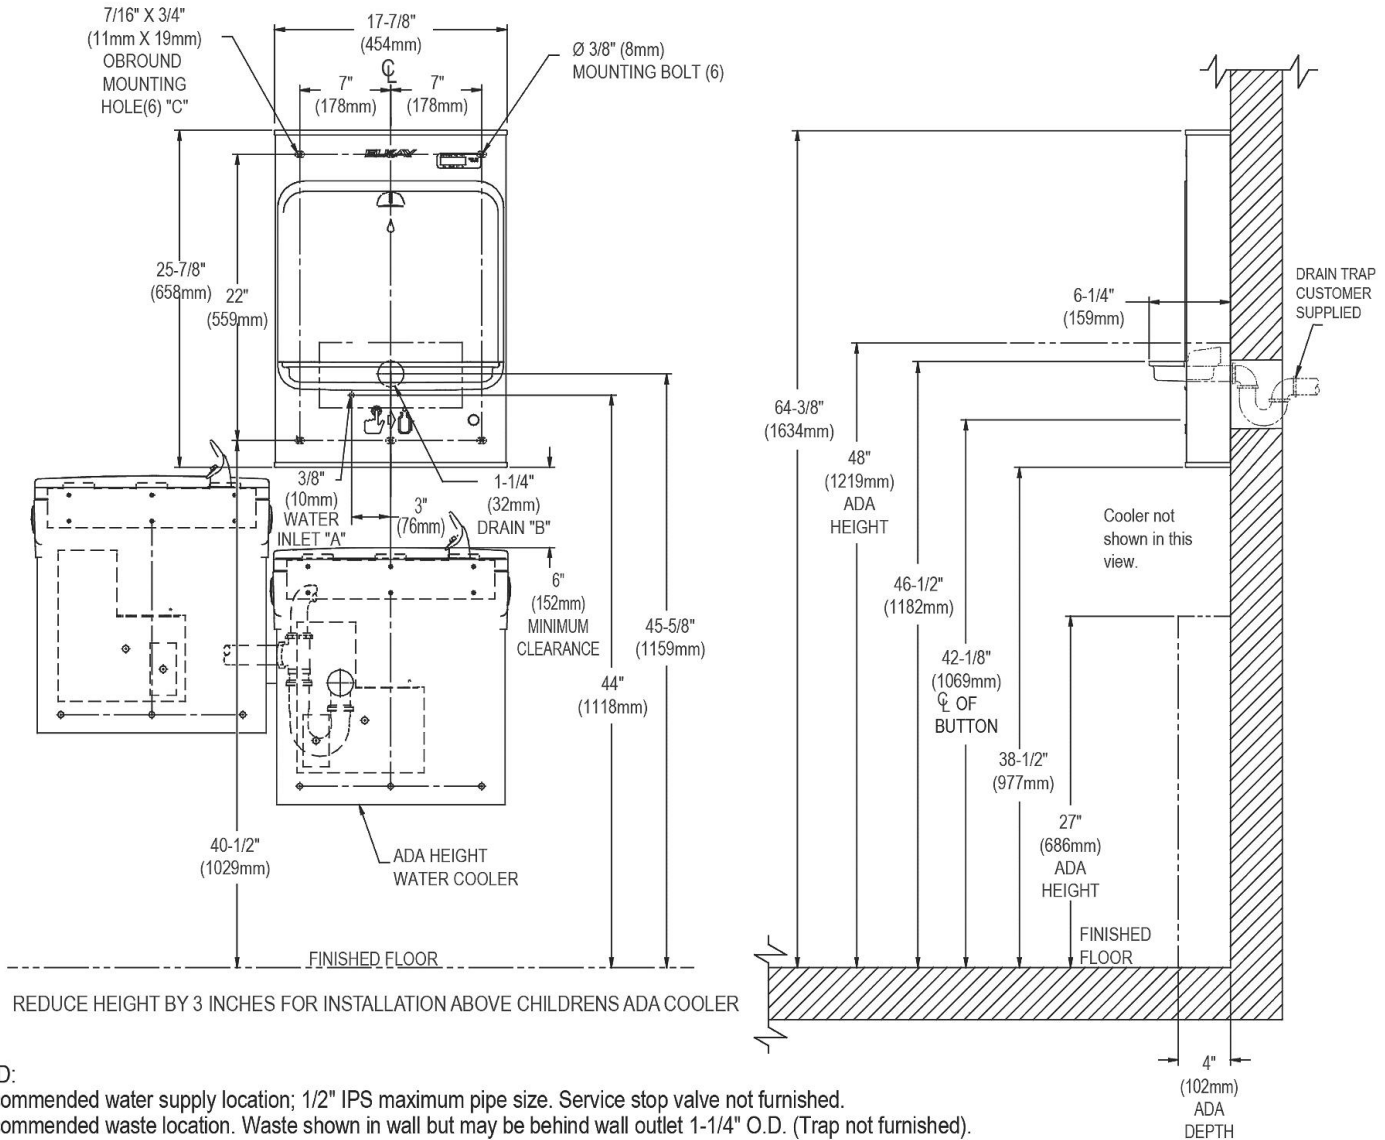 7/16" X 3/4"
(11mm X 19mm)
OBROUND
MOUNTING
HOLE(6) "C"
17-7/8"
(454mm)
℄
7"
(178mm)
7"
(178mm)
Ø 3/8" (8mm)
MOUNTING BOLT (6)
ELKAY
25-7/8"
(658mm)
22"
(559mm)
3/8"
(10mm)
WATER
INLET "A"
3"
(76mm)
1-1/4"
(32mm)
DRAIN "B"
6"
(152mm)
MINIMUM
CLEARANCE
45-5/8"
(1159mm)
44"
(1118mm)
40-1/2"
(1029mm)
ADA HEIGHT
WATER COOLER
FINISHED FLOOR
REDUCE HEIGHT BY 3 INCHES FOR INSTALLATION ABOVE CHILDRENS ADA COOLER
6-1/4"
(159mm)
DRAIN TRAP
CUSTOMER
SUPPLIED
64-3/8"
(1634mm)
48"
(1219mm)
ADA
HEIGHT
Cooler not
shown in this
view.
46-1/2"
(1182mm)
42-1/8"
(1069mm)
℄ OF
BUTTON
38-1/2"
(977mm)
27"
(686mm)
ADA
HEIGHT
FINISHED
FLOOR
4"
(102mm)
ADA
DEPTH
D:
ommended water supply location; 1/2" IPS maximum pipe size. Service stop valve not furnished.
ommended waste location. Waste shown in wall but may be behind wall outlet 1-1/4" O.D. (Trap not furnished).